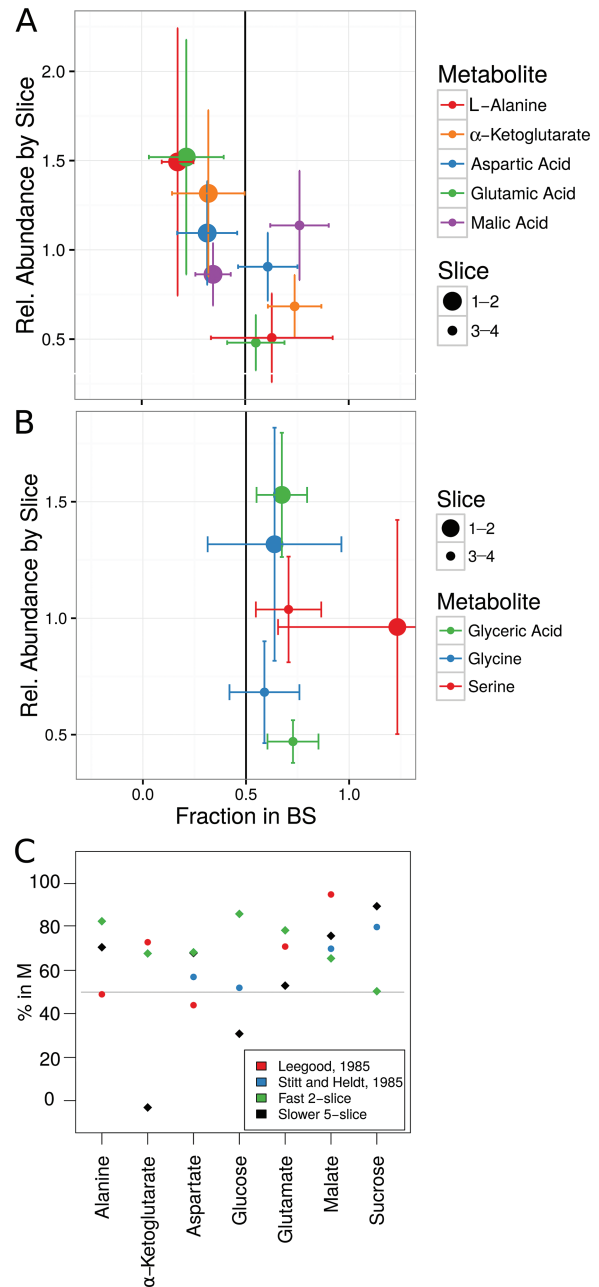 A
Rel. Abundance by Slice
2.0
1.5
1.0
0.5
Metabolite
L−Alanine
α−Ketoglutarate
Aspartic Acid
Glutamic Acid
Malic Acid
Slice
1−2
3−4
B
Rel. Abundance by Slice
1.5
1.0
0.5
0.0
0.5
1.0
Fraction in BS
Slice
1−2
3−4
Metabolite
Glyceric Acid
Glycine
Serine
C
% in M
100
80
60
40
20
0
Leegood, 1985
Stitt and Heldt, 1985
Fast 2−slice
Slower 5−slice
Alanine
α−Ketoglutarate
Aspartate
Glucose
Glutamate
Malate
Sucrose